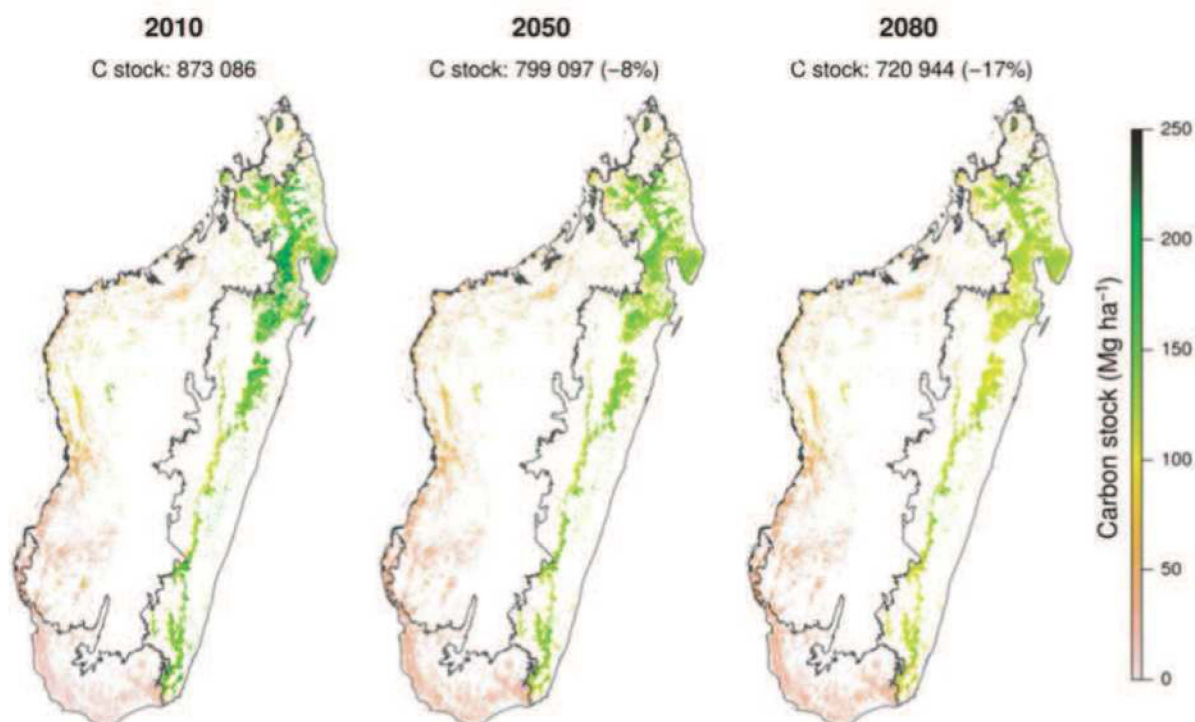 2010
2050
2080
C stock: 873 086
C stock: 799 097 (−8%)
C stock: 720 944 (−17%)
250
200
150
100
50
0
Carbon stock (Mg ha⁻¹)